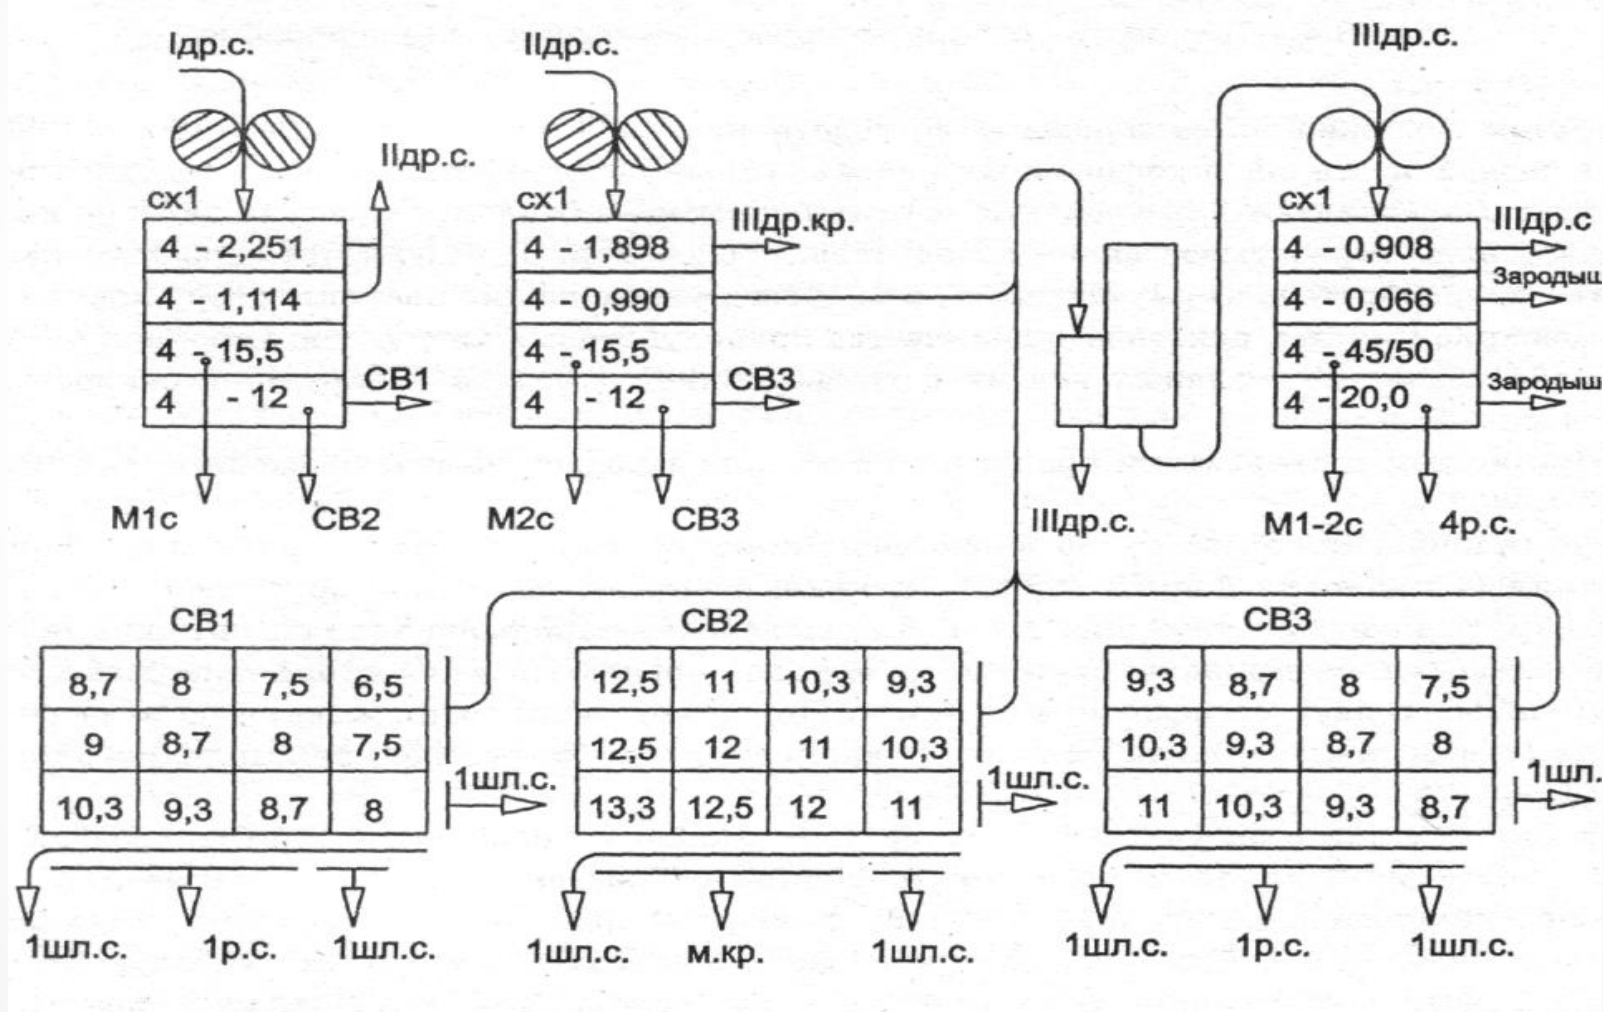 Iдр.с.
IIдр.с.
IIIдр.с.
IIдр.с.
сх1
4 - 2,251
4 - 1,114
4 - 15,5
4 - 12
СВ1
М1с
СВ2
сх1
4 - 1,898
4 - 0,990
4 - 15,5
4 - 12
IIIдр.кр.
СВ3
М2с
СВ3
IIIдр.с.
сх1
4 - 0,908
4 - 0,066
4 - 45/50
4 - 20,0
IIIдр.с
Зародыш
Зародыш
М1-2с
4р.с.
СВ1
8,7 8 7,5 6,5
9 8,7 8 7,5
10,3 9,3 8,7 8
1шл.с.
1шл.с.
1р.с.
1шл.с.
СВ2
12,5 11 10,3 9,3
12,5 12 11 10,3
13,3 12,5 12 11
1шл.с.
1шл.с.
м.кр.
1шл.с.
СВ3
9,3 8,7 8 7,5
10,3 9,3 8,7 8
11 10,3 9,3 8,7
1шл.
1шл.с.
1р.с.
1шл.с.